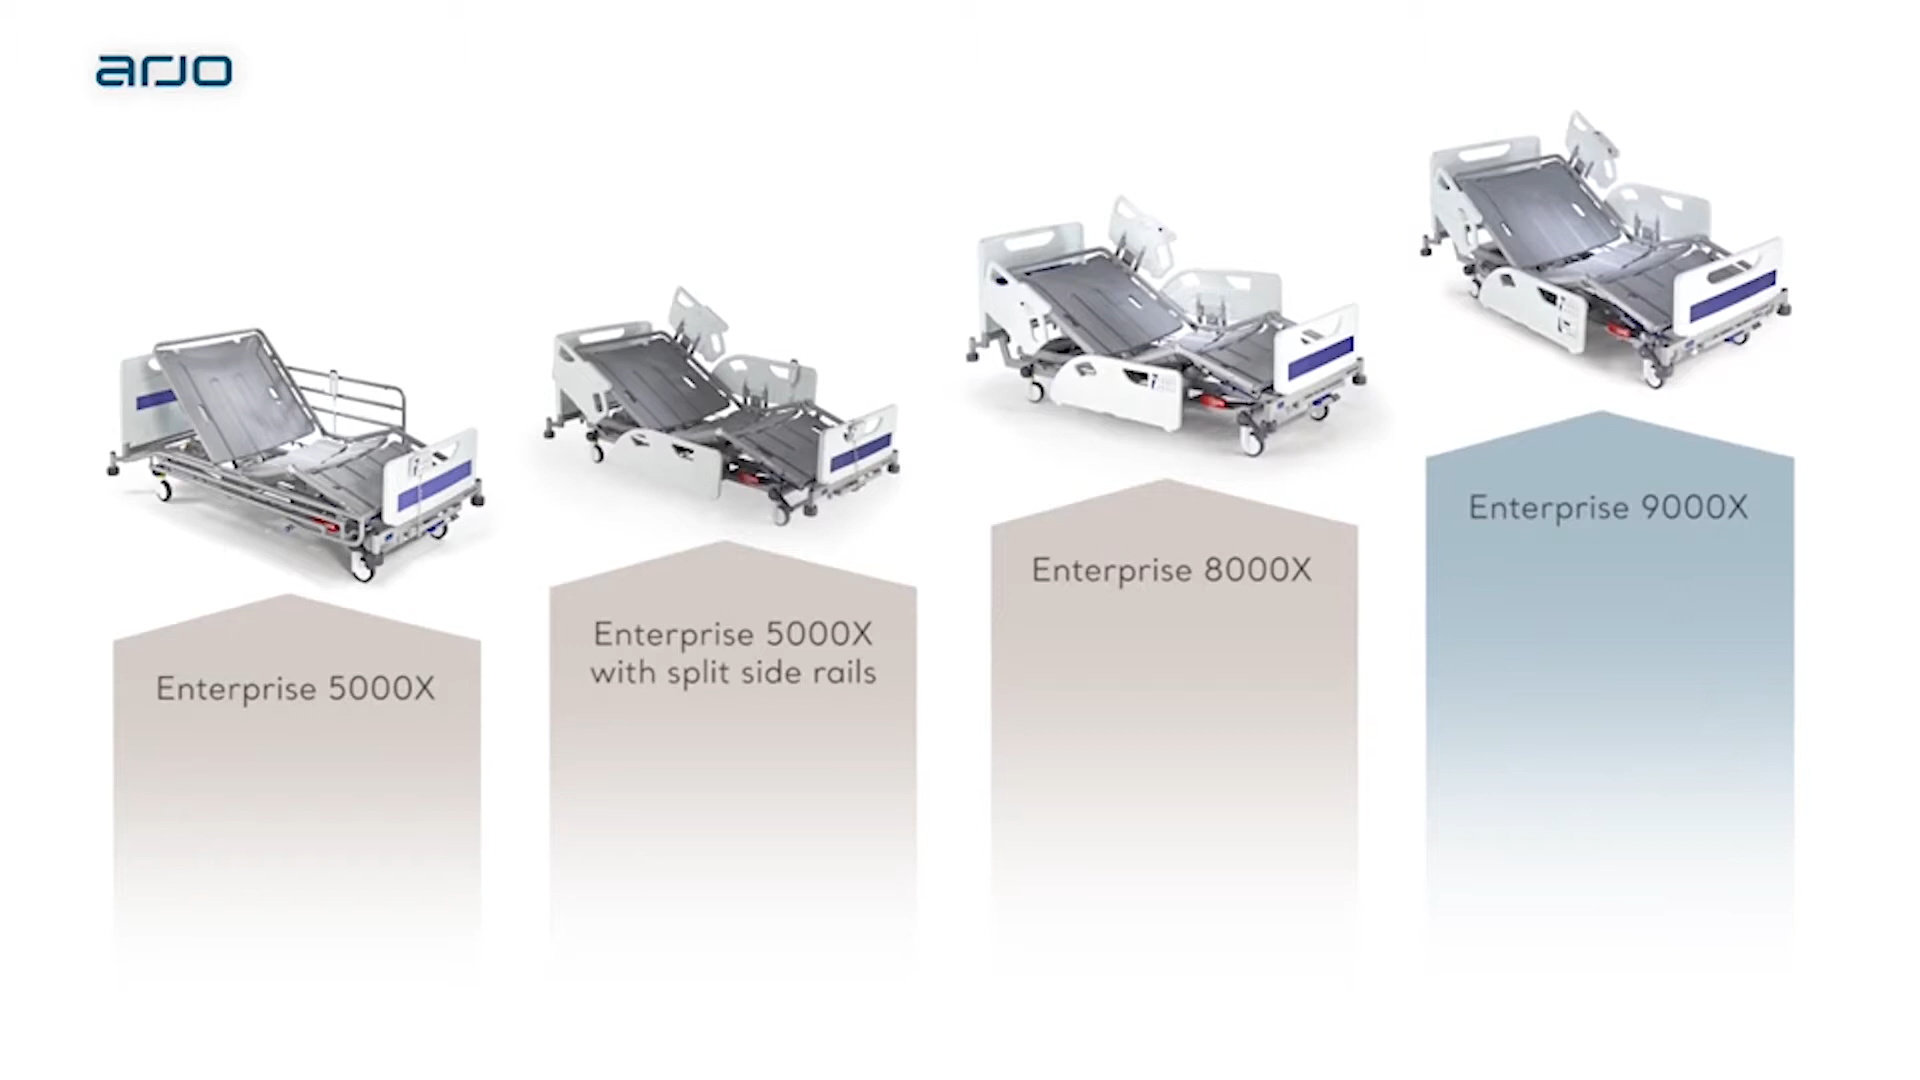 arjo
Enterprise 5000X
Enterprise 5000X
with split side rails
Enterprise 8000X
Enterprise 9000X